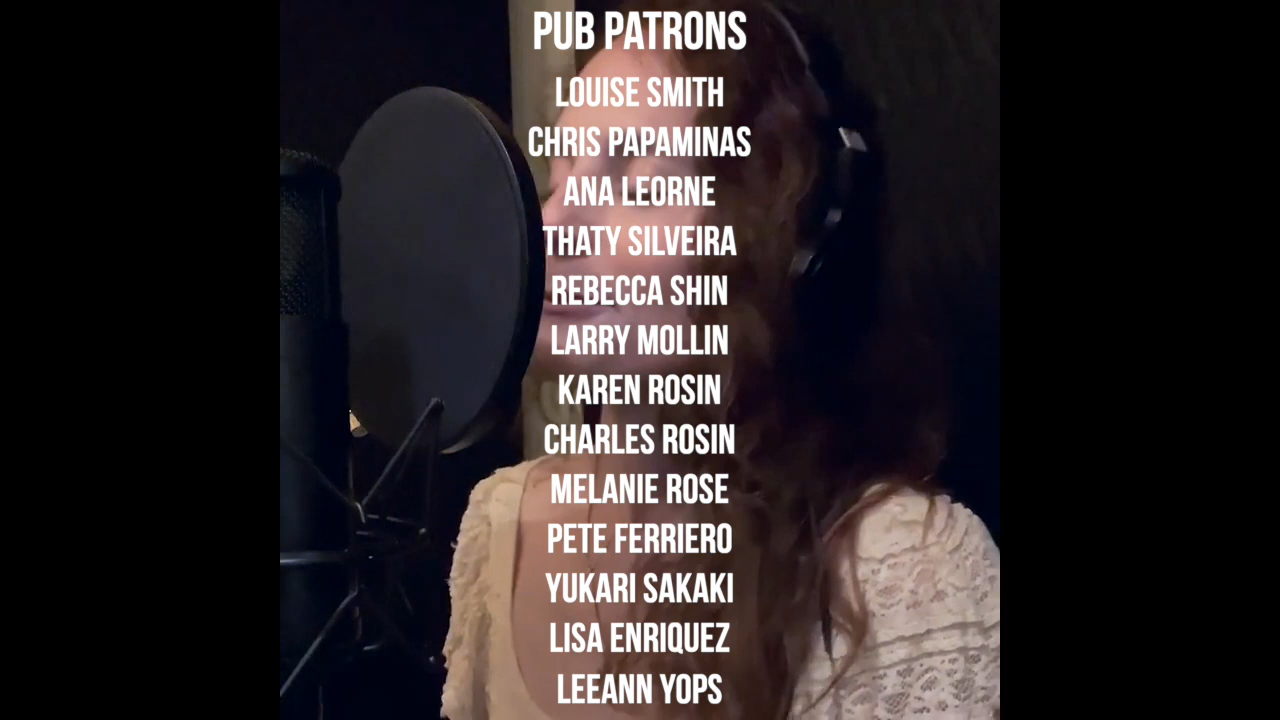 PUB PATRONS
LOUISE SMITH
CHRIS PAPAMINAS
ANA LEORNE
THATY SILVEIRA
REBECCA SHIN
LARRY MOLLIN
KAREN ROSIN
CHARLES ROSIN
MELANIE ROSE
PETE FERRIERO
YUKARI SAKAKI
LISA ENRIQUEZ
LEEANN YOPS